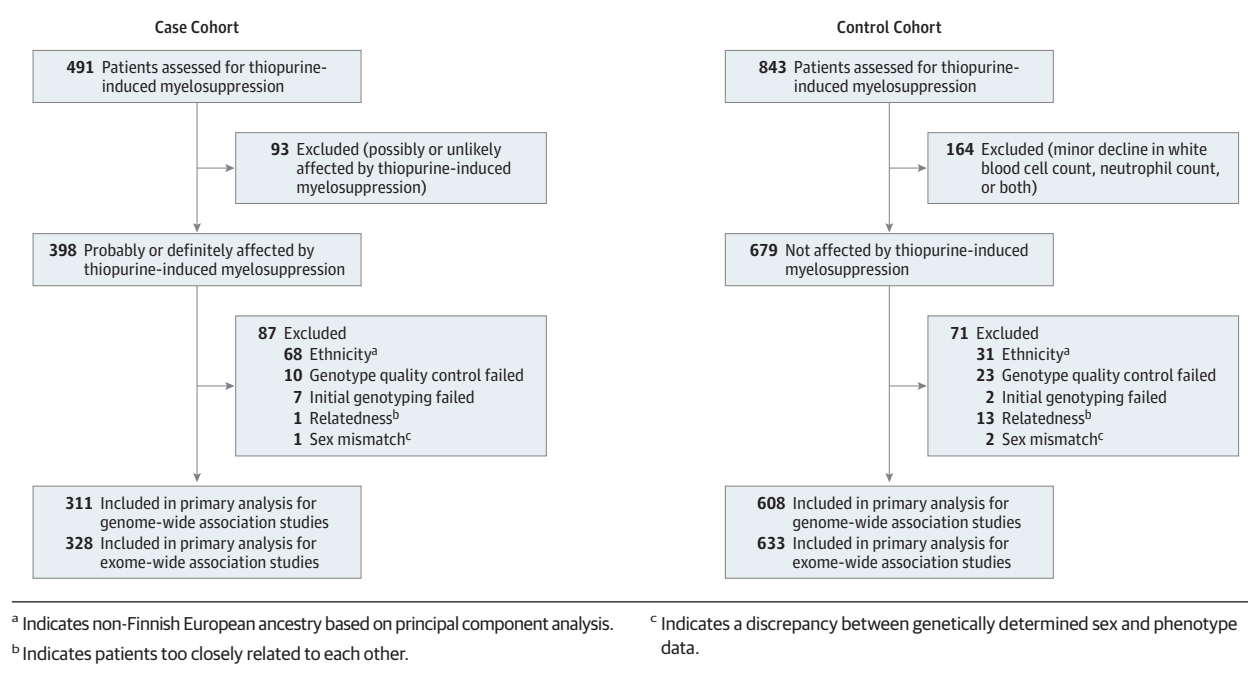 Case Cohort
491 Patients assessed for thiopurine-
induced myelosuppression
93 Excluded (possibly or unlikely
affected by thiopurine-induced
myelosuppression)
398 Probably or definitely affected by
thiopurine-induced myelosuppression
87 Excluded
68 Ethnicityᵃ
10 Genotype quality control failed
7 Initial genotyping failed
1 Relatednessᵇ
1 Sex mismatchᶜ
311 Included in primary analysis for
genome-wide association studies
328 Included in primary analysis for
exome-wide association studies
Control Cohort
843 Patients assessed for thiopurine-
induced myelosuppression
164 Excluded (minor decline in white
blood cell count, neutrophil count,
or both)
679 Not affected by thiopurine-induced
myelosuppression
71 Excluded
31 Ethnicityᵃ
23 Genotype quality control failed
2 Initial genotyping failed
13 Relatednessᵇ
2 Sex mismatchᶜ
608 Included in primary analysis for
genome-wide association studies
633 Included in primary analysis for
exome-wide association studies
ᵃ Indicates non-Finnish European ancestry based on principal component analysis.
ᵇ Indicates patients too closely related to each other.
ᶜ Indicates a discrepancy between genetically determined sex and phenotype
data.